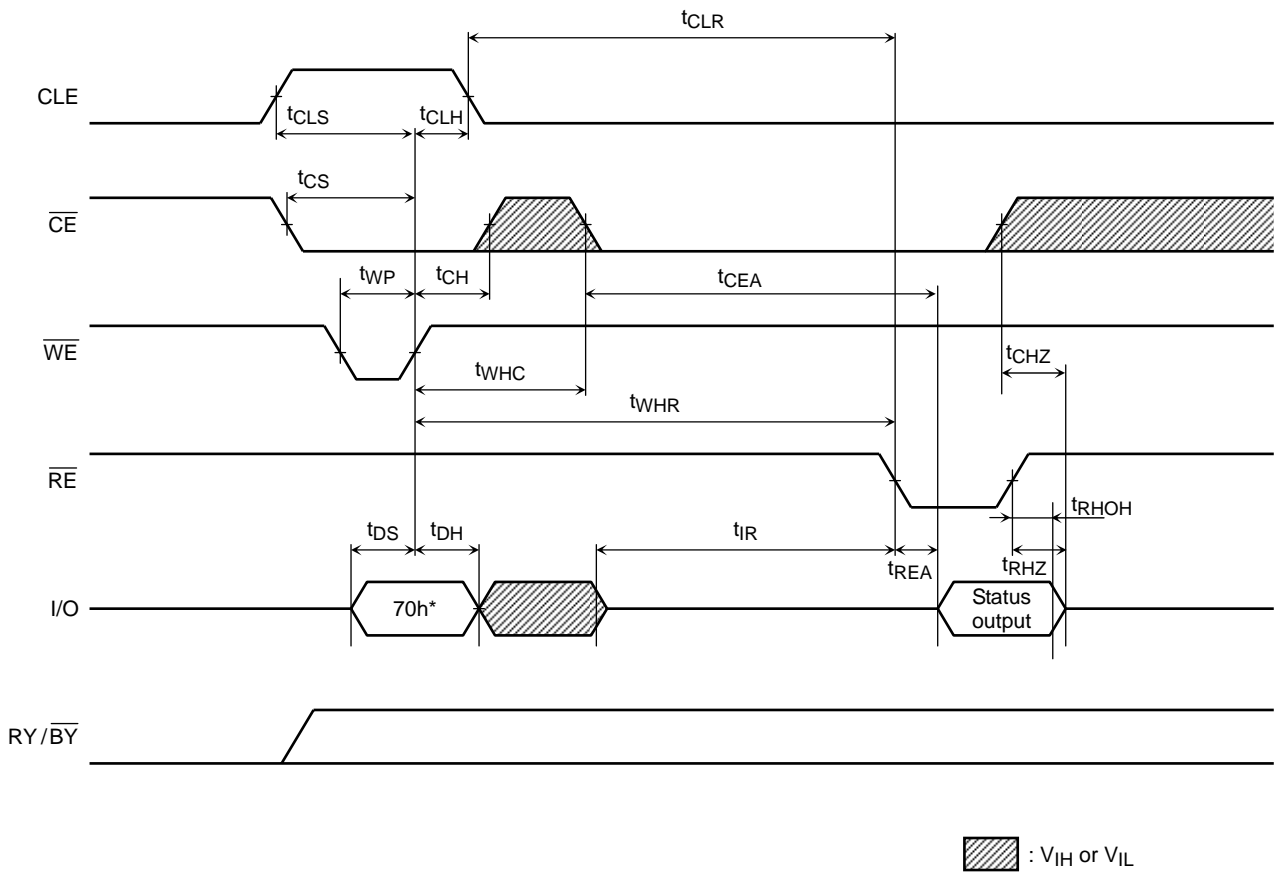 tCLR
CLE
tCLS
tCLH
tCS
CE
tWP
tCH
tCEA
WE
tCHZ
tWHC
tWHR
RE
tRHOH
tDS
tDH
tIR
tREA
tRHZ
I/O
70h*
Status
output
RY/BY
: VIH or VIL